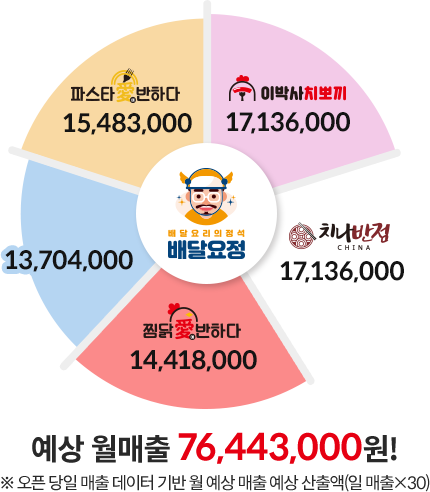 파스타愛반하다
15,483,000
이박사치뽀끼
17,136,000
13,704,000
배달요리의정석
배달요정
치나반점
CHINA
17,136,000
찜닭愛반하다
14,418,000
예상 월매출 76,443,000원!
※ 오픈 당일 매출 데이터 기반 월 예상 매출 예상 산출액(일 매출×30)